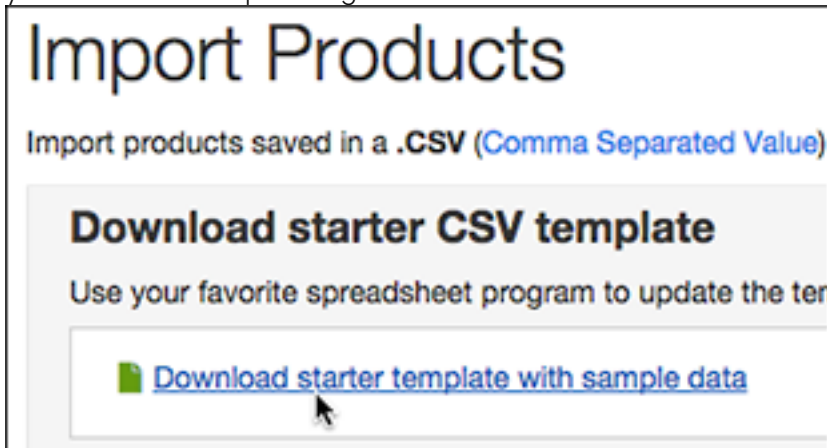 Import Products
Import products saved in a .CSV (Comma Separated Value)
Download starter CSV template
Use your favorite spreadsheet program to update the
Download starter template with sample data